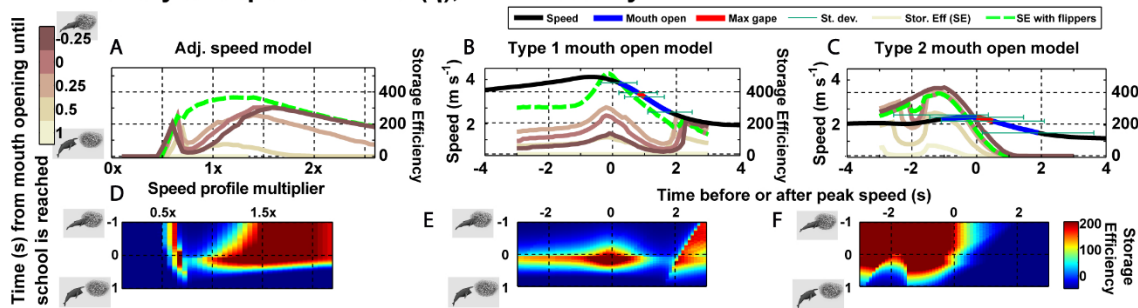 Speed Mouth open Max gape St. dev. Stor. Eff (SE) SE with flippers
Time (s) from mouth opening until
school is reached
-0.25
0
0.25
0.5
1
A Adj. speed model
B Type 1 mouth open model
C Type 2 mouth open model
Storage
Efficiency
400
200
0
0 1x 2x
Speed (m s⁻¹)
4
2
0
400
200
0
-4 -2 0 2 4
Speed (m s⁻¹)
4
2
0
400
200
0
-4 -2 0 2 4
D Speed profile multiplier
Time before or after peak speed (s)
0.5x 1.5x
-1
0
1
E
-2 0 2
-1
0
1
F
-2 0 2
-1
0
1
200
100
0
Storage
Efficiency